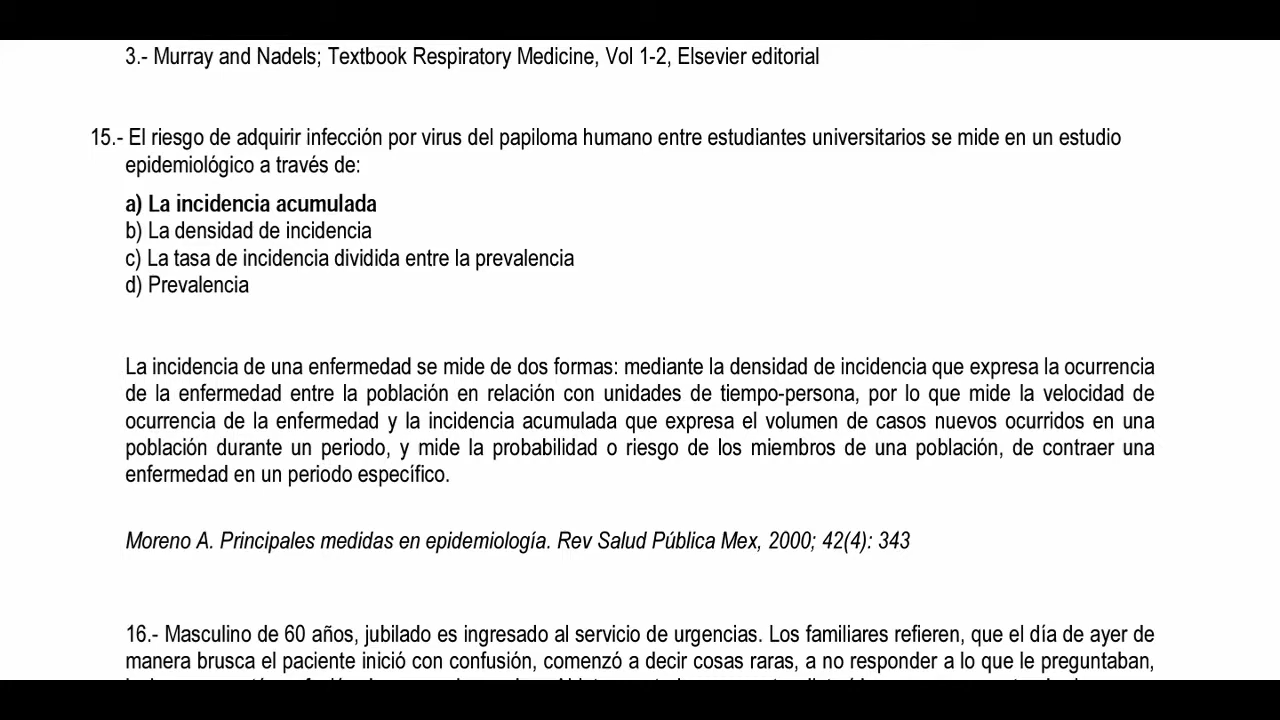 3.- Murray and Nadels; Textbook Respiratory Medicine, Vol 1-2, Elsevier editorial
15.- El riesgo de adquirir infección por virus del papiloma humano entre estudiantes universitarios se mide en un estudio
epidemiológico a través de:
a) La incidencia acumulada
b) La densidad de incidencia
c) La tasa de incidencia dividida entre la prevalencia
d) Prevalencia
La incidencia de una enfermedad se mide de dos formas: mediante la densidad de incidencia que expresa la ocurrencia
de la enfermedad entre la población en relación con unidades de tiempo-persona, por lo que mide la velocidad de
ocurrencia de la enfermedad y la incidencia acumulada que expresa el volumen de casos nuevos ocurridos en una
población durante un periodo, y mide la probabilidad o riesgo de los miembros de una población, de contraer una
enfermedad en un periodo específico.
Moreno A. Principales medidas en epidemiología. Rev Salud Pública Mex, 2000; 42(4): 343
16.- Masculino de 60 años, jubilado es ingresado al servicio de urgencias. Los familiares refieren, que el día de ayer de
manera brusca el paciente inició con confusión, comenzó a decir cosas raras, a no responder a lo que le preguntaban,